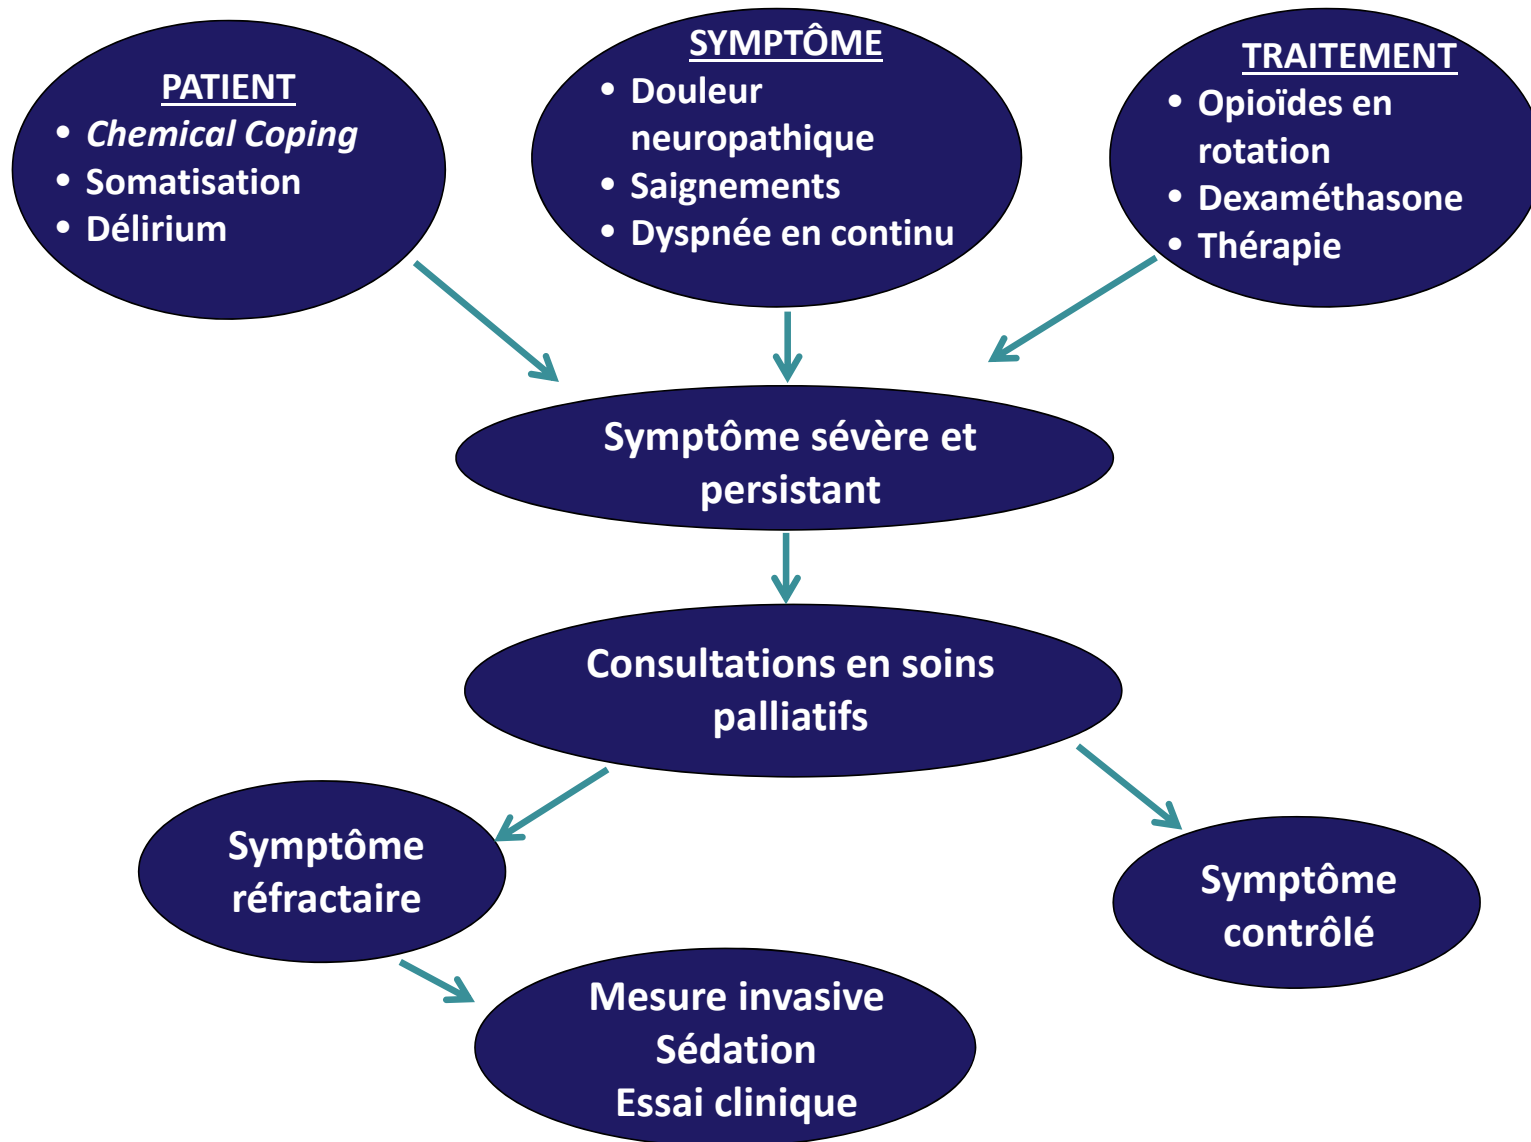 PATIENT
• Chemical Coping
• Somatisation
• Délirium
SYMPTÔME
• Douleur
neuropathique
• Saignements
• Dyspnée en continu
TRAITEMENT
• Opioïdes en
rotation
• Dexaméthasone
• Thérapie
Symptôme sévère et
persistant
Consultations en soins
palliatifs
Symptôme
réfractaire
Symptôme
contrôlé
Mesure invasive
Sédation
Essai clinique